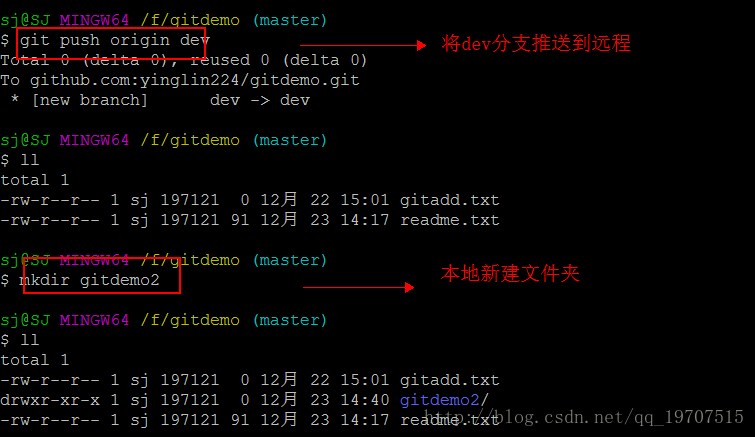 sj@SJ MINGW64 /f/gitdemo (master)
$ git push origin dev
将dev分支推送到远程
Total 0 (delta 0), reused 0 (delta 0)
To github.com:yinglin224/gitdemo.git
 * [new branch]      dev -> dev
sj@SJ MINGW64 /f/gitdemo (master)
$ ll
total 1
-rw-r--r-- 1 sj 197121  0 12月 22 15:01 gitadd.txt
-rw-r--r-- 1 sj 197121 91 12月 23 14:17 readme.txt
sj@SJ MINGW64 /f/gitdemo (master)
$ mkdir gitdemo2
本地新建文件夹
sj@SJ MINGW64 /f/gitdemo (master)
$ ll
total 1
-rw-r--r-- 1 sj 197121  0 12月 22 15:01 gitadd.txt
drwxr-xr-x 1 sj 197121  0 12月 23 14:40 gitdemo2/
-rw-r--r-- 1 sj 197121 91 12月 23 14:17 readme.txt
http://blog.csdn.net/qq_19707515